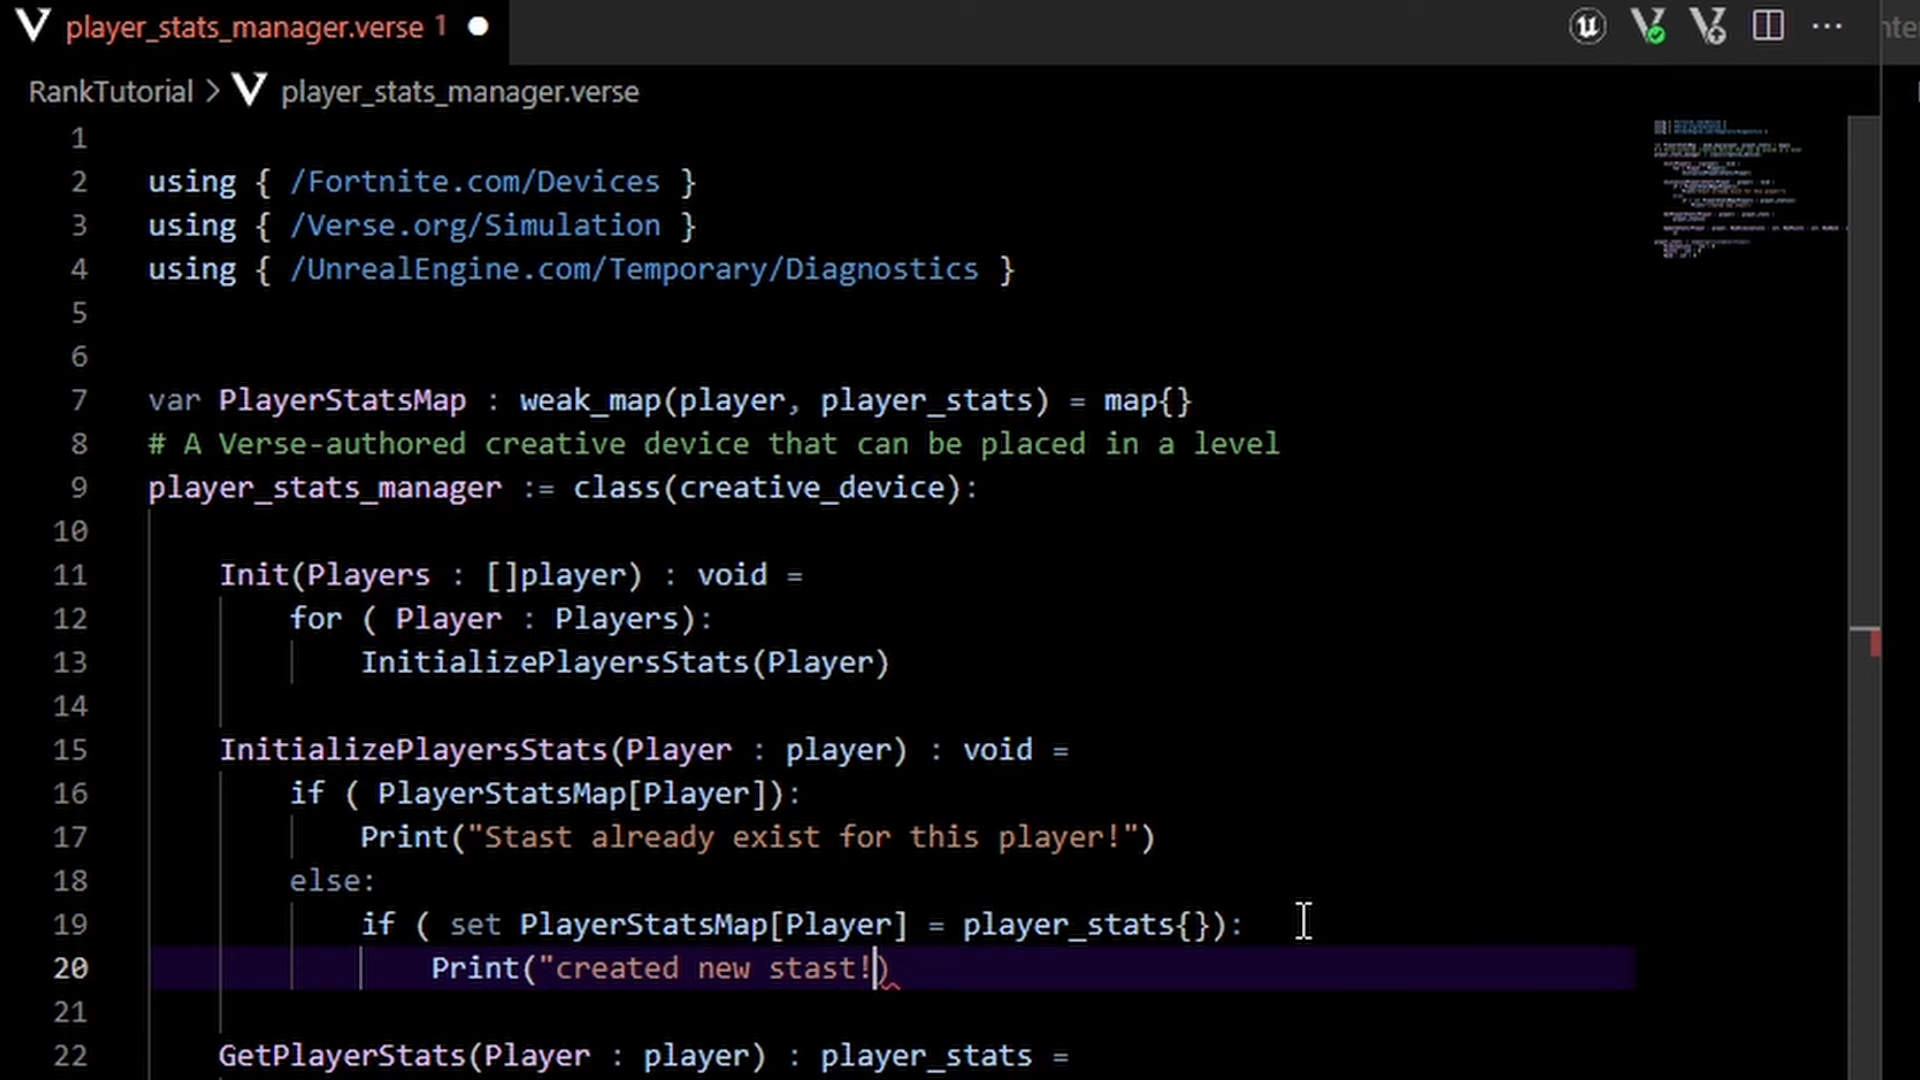 player_stats_manager.verse 1
RankTutorial > player_stats_manager.verse
1
2 using { /Fortnite.com/Devices }
3 using { /Verse.org/Simulation }
4 using { /UnrealEngine.com/Temporary/Diagnostics }
5
6
7 var PlayerStatsMap : weak_map(player, player_stats) = map{}
8 # A Verse-authored creative device that can be placed in a level
9 player_stats_manager := class(creative_device):
10
11 Init(Players : []player) : void =
12 for ( Player : Players):
13 InitializePlayersStats(Player)
14
15 InitializePlayersStats(Player : player) : void =
16 if ( PlayerStatsMap[Player]):
17 Print("Stast already exist for this player!")
18 else:
19 if ( set PlayerStatsMap[Player] = player_stats{}):
20 Print("created new stast!)
21
22 GetPlayerStats(Player : player) : player_stats =